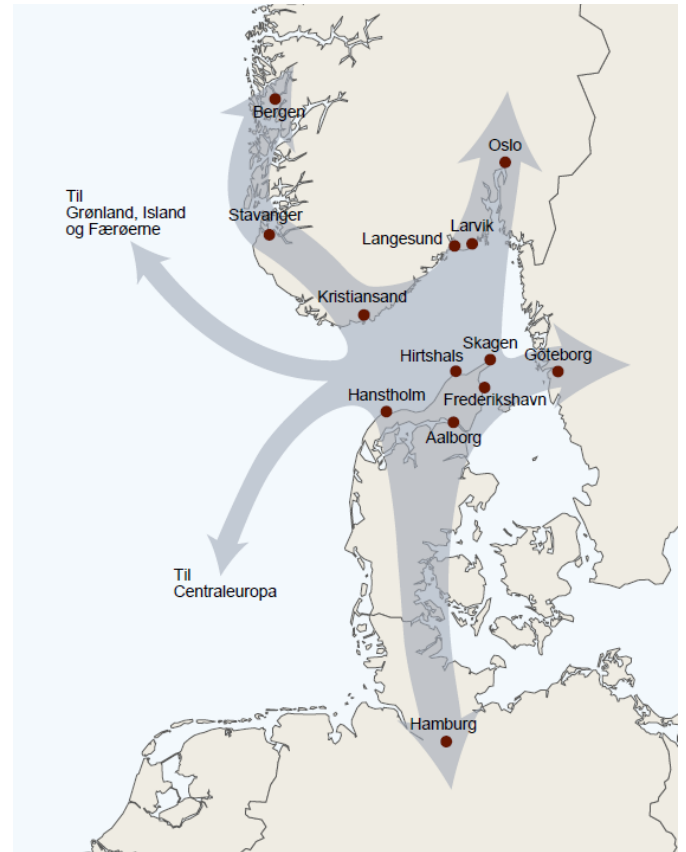 Bergen
Oslo
Til
Grønland, Island
og Færøerne
Stavanger
Larvik
Langesund
Kristiansand
Skagen
Hirtshals
Göteborg
Hanstholm
Frederikshavn
Aalborg
Til
Centraleuropa
Hamburg